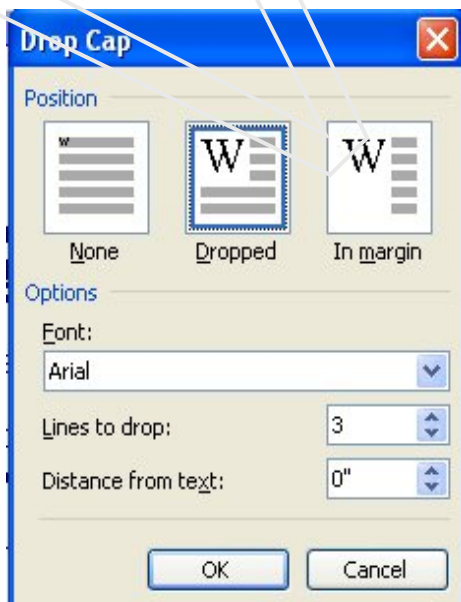 Drop Cap
Position
W W W
None Dropped In margin
Options
Font:
Arial
Lines to drop: 3
Distance from text: 0"
OK Cancel